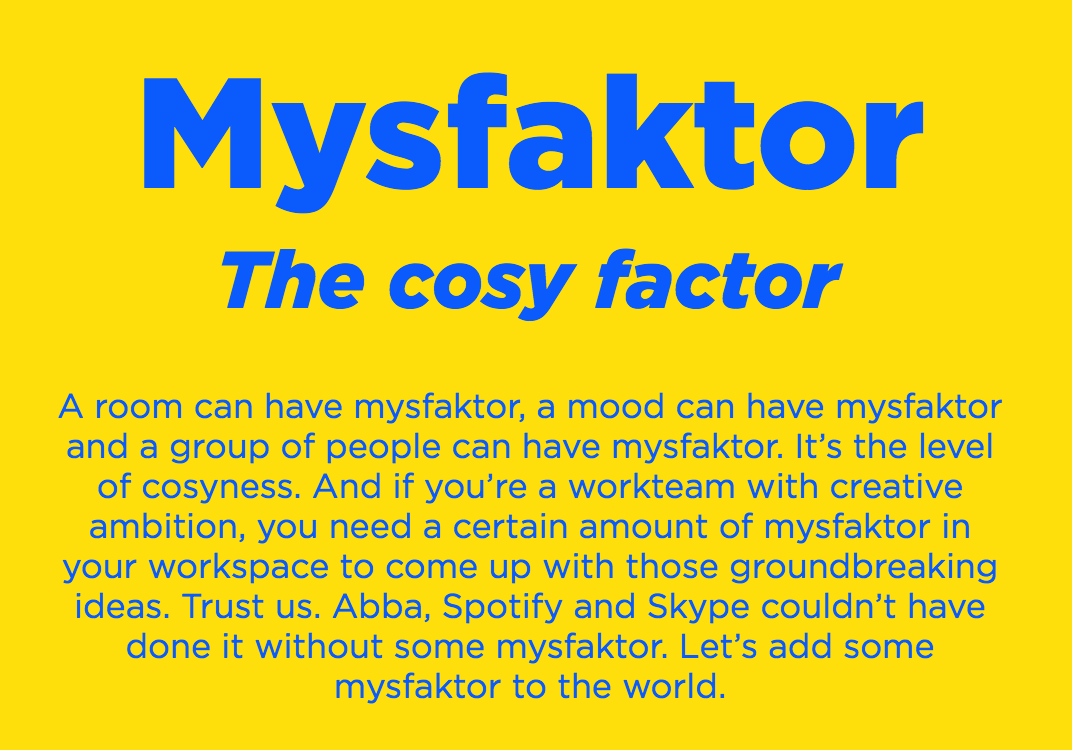 Mysfaktor
The cosy factor
A room can have mysfaktor, a mood can have mysfaktor
and a group of people can have mysfaktor. It’s the level
of cosyness. And if you’re a workteam with creative
ambition, you need a certain amount of mysfaktor in
your workspace to come up with those groundbreaking
ideas. Trust us. Abba, Spotify and Skype couldn’t have
done it without some mysfaktor. Let’s add some
mysfaktor to the world.